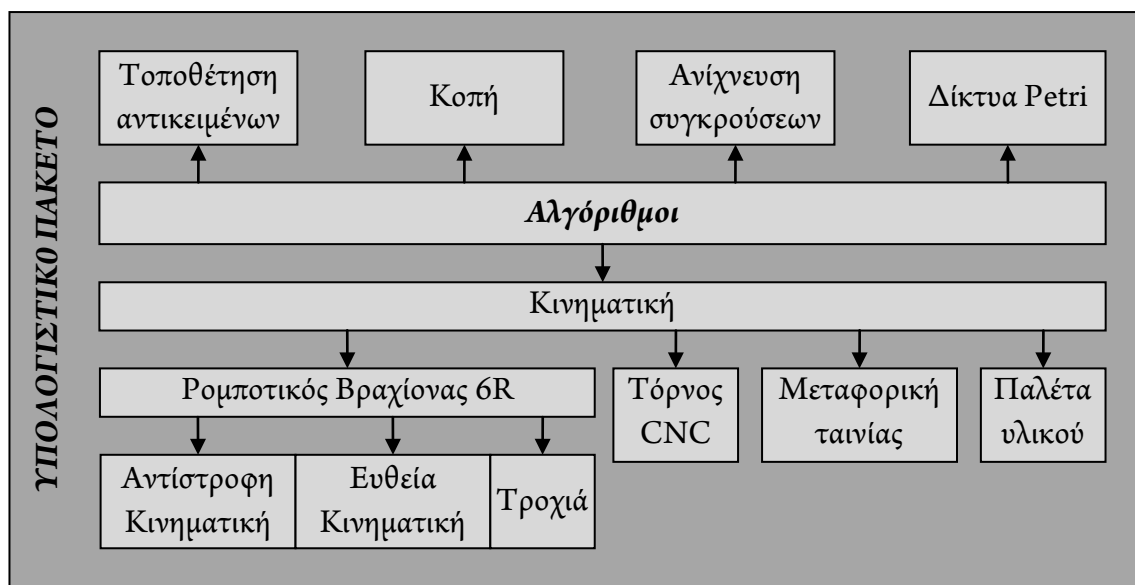 ΥΠΟΛΟΓΙΣΤΙΚΟ ΠΑΚΕΤΟ
Τοποθέτηση
αντικειμένων
Κοπή
Ανίχνευση
συγκρούσεων
Δίκτυα Petri
Αλγόριθμοι
Κινηματική
Ρομποτικός Βραχίονας 6R
Τόρνος
CNC
Μεταφορική
ταινίας
Παλέτα
υλικού
Αντίστροφη
Κινηματική
Ευθεία
Κινηματική
Τροχιά